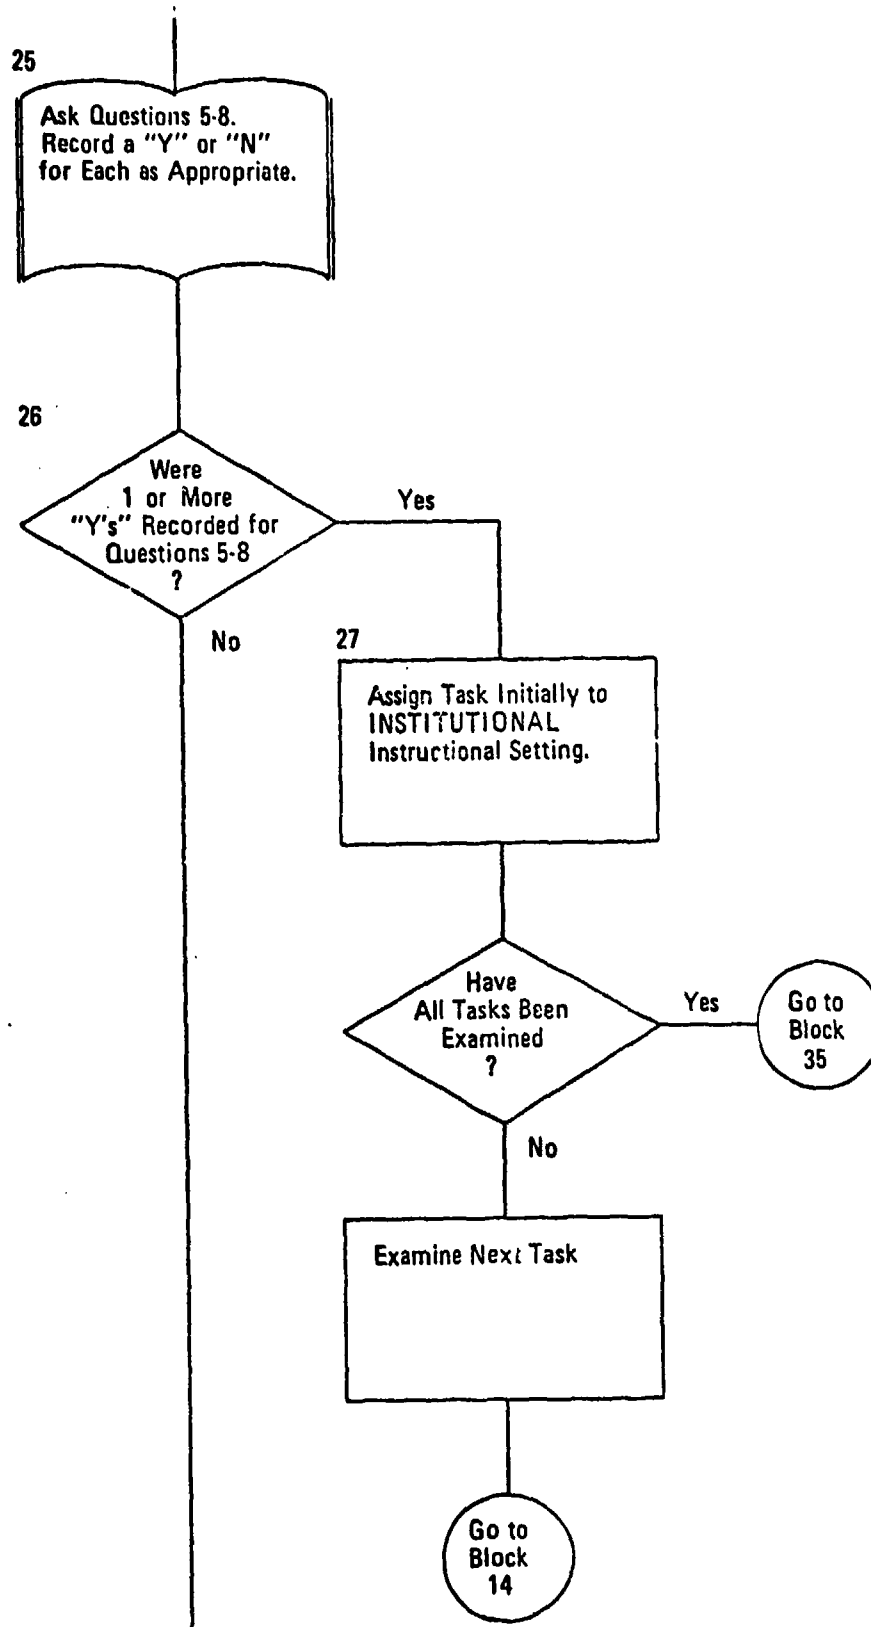 25
Ask Questions 5-8.
Record a "Y" or "N"
for Each as Appropriate.
26
Were
1 or More
"Y's" Recorded for
Questions 5-8
?
Yes
No
27
Assign Task Initially to
INSTITUTIONAL
Instructional Setting.
Have
All Tasks Been
Examined
?
Yes
Go to
Block
35
No
Examine Next Task
Go to
Block
14